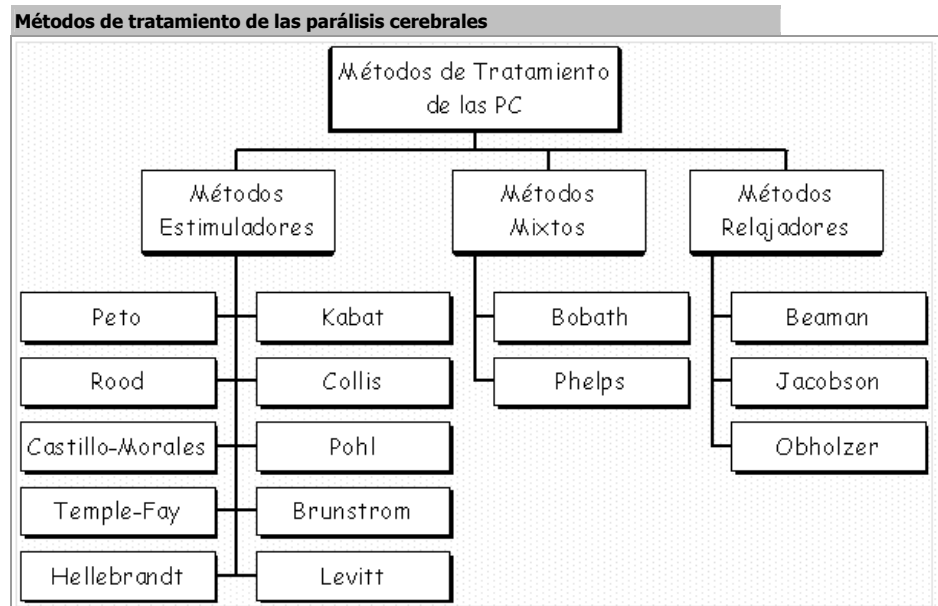 Métodos de tratamiento de las parálisis cerebrales
Métodos de Tratamiento
de las PC
Métodos
Estimuladores
Métodos
Mixtos
Métodos
Relajadores
Peto
Kabat
Bobath
Beaman
Rood
Collis
Phelps
Jacobson
Castillo-Morales
Pohl
Obholzer
Temple-Fay
Brunstrom
Hellebrandt
Levitt